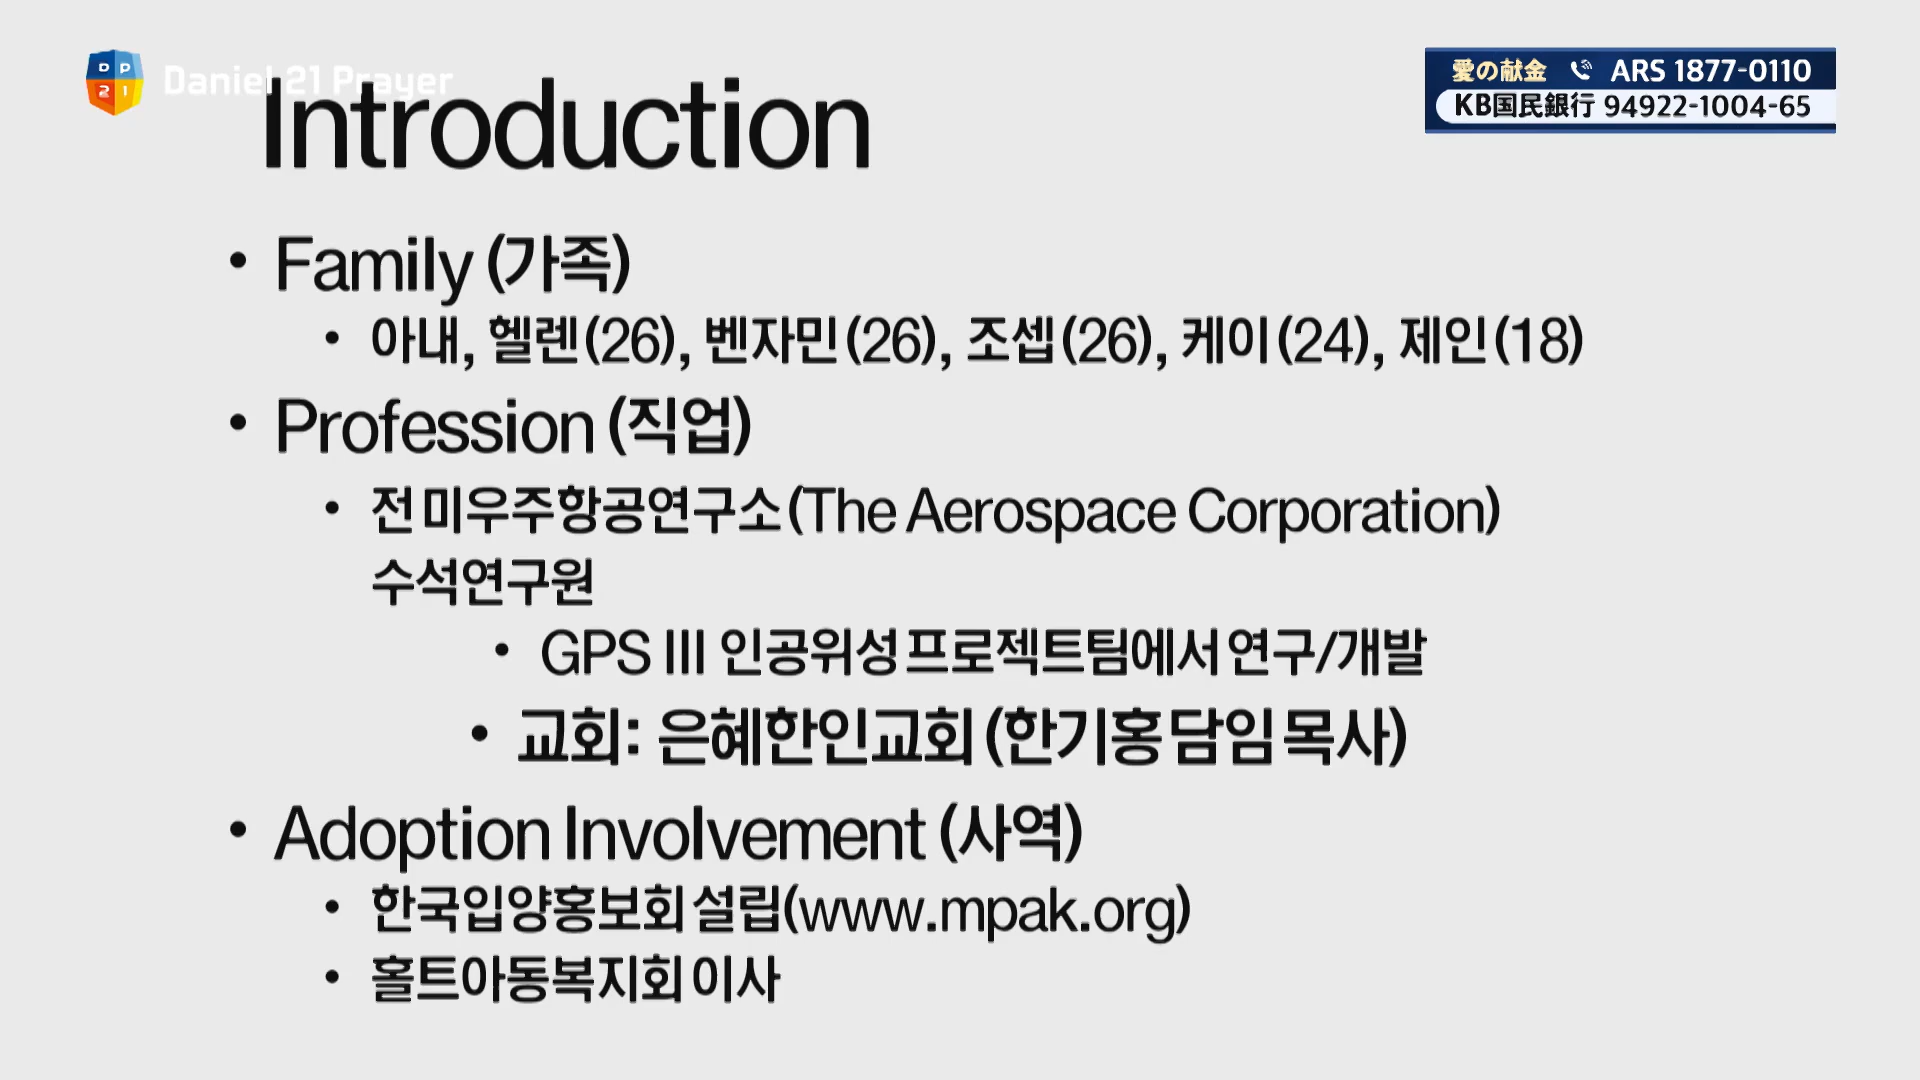 DP
21
Daniel 21 Prayer
愛の献金 ARS 1877-0110
KB国民銀行 94922-1004-65
Introduction
• Family (가족)
• 아내, 헬렌(26), 벤자민(26), 조셉(26), 케이(24), 제인(18)
• Profession (직업)
• 전 미우주항공연구소(The Aerospace Corporation)
수석연구원
• GPS III 인공위성 프로젝트팀에서 연구/개발
• 교회: 은혜한인교회 (한기홍 담임 목사)
• Adoption Involvement (사역)
• 한국입양홍보회 설립(www.mpak.org)
• 홀트아동복지회 이사